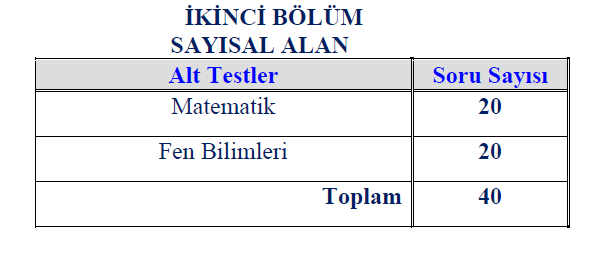 İKİNCİ BÖLÜM
SAYISAL ALAN
Alt Testler Soru Sayısı
Matematik 20
Fen Bilimleri 20
Toplam 40